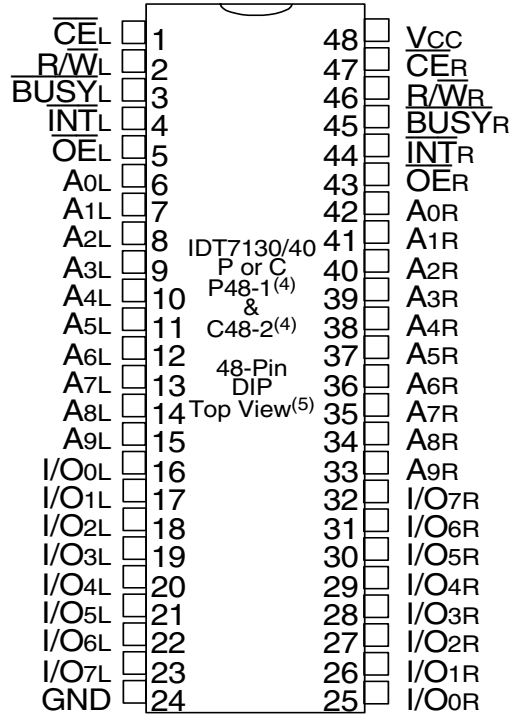 CEL 1 48 VCC
R/WL 2 47 CER
BUSYL 3 46 R/WR
INTL 4 45 BUSYR
OEL 5 44 INTR
A0L 6 43 OER
A1L 7 42 A0R
A2L 8 41 A1R
A3L 9 40 A2R
A4L 10 39 A3R
A5L 11 38 A4R
A6L 12 37 A5R
A7L 13 36 A6R
A8L 14 35 A7R
A9L 15 34 A8R
I/O0L 16 33 A9R
I/O1L 17 32 I/O7R
I/O2L 18 31 I/O6R
I/O3L 19 30 I/O5R
I/O4L 20 29 I/O4R
I/O5L 21 28 I/O3R
I/O6L 22 27 I/O2R
I/O7L 23 26 I/O1R
GND 24 25 I/O0R
IDT7130/40
P or C
P48-1(4)
&
C48-2(4)
48-Pin
DIP
Top View(5)